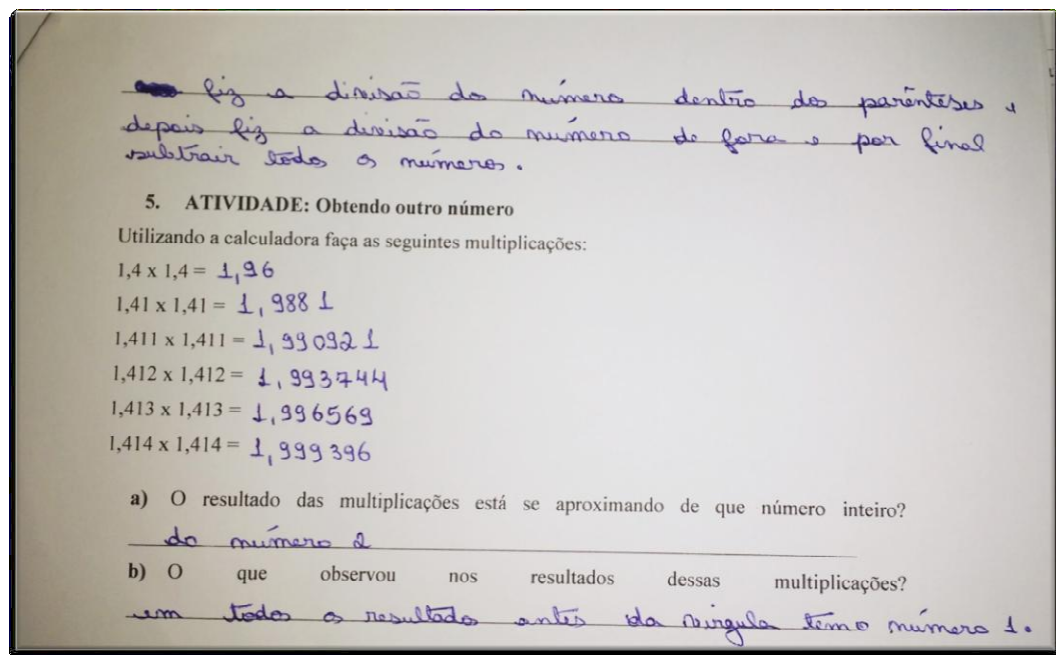 fiz a divisão do número dentro dos parênteses e
depois fiz a divisão do número de fora e por final
subtrair todos os números.
5. ATIVIDADE: Obtendo outro número
Utilizando a calculadora faça as seguintes multiplicações:
1,4 x 1,4 = 1,96
1,41 x 1,41 = 1,9881
1,411 x 1,411 = 1,990921
1,412 x 1,412 = 1,993744
1,413 x 1,413 = 1,996569
1,414 x 1,414 = 1,999396
a) O resultado das multiplicações está se aproximando de que número inteiro?
do número 2
b) O que observou nos resultados dessas multiplicações?
em todos os resultado antes da vírgula temo número 1.